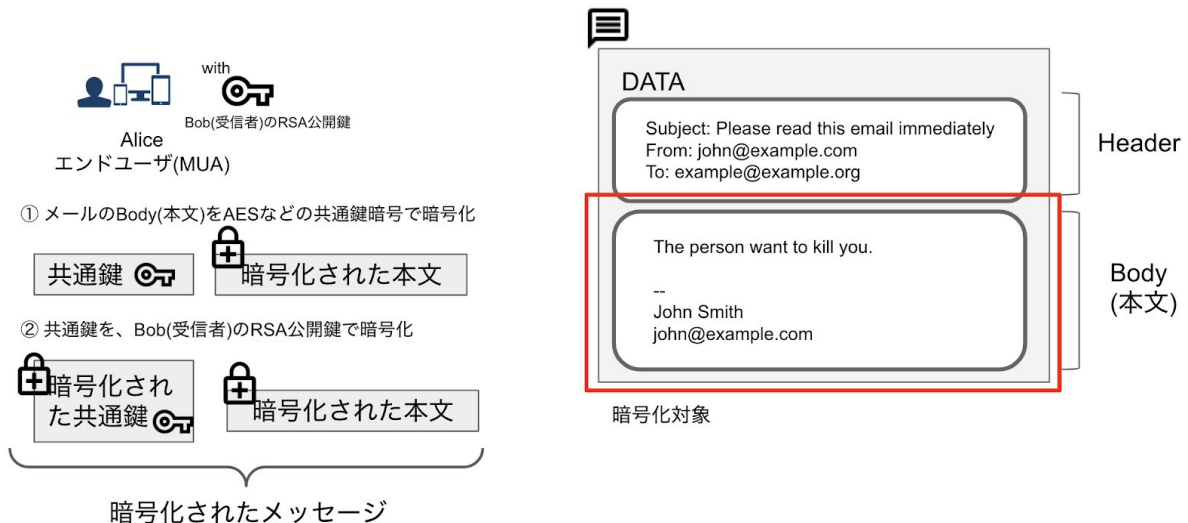 with
Bob(受信者)のRSA公開鍵
Alice
エンドユーザ(MUA)
① メールのBody(本文)をAESなどの共通鍵暗号で暗号化
共通鍵
暗号化された本文
② 共通鍵を、Bob(受信者)のRSA公開鍵で暗号化
暗号化され
た共通鍵
暗号化された本文
暗号化されたメッセージ
DATA
Subject: Please read this email immediately
From: john@example.com
To: example@example.org
Header
The person want to kill you.
--
John Smith
john@example.com
Body
(本文)
暗号化対象